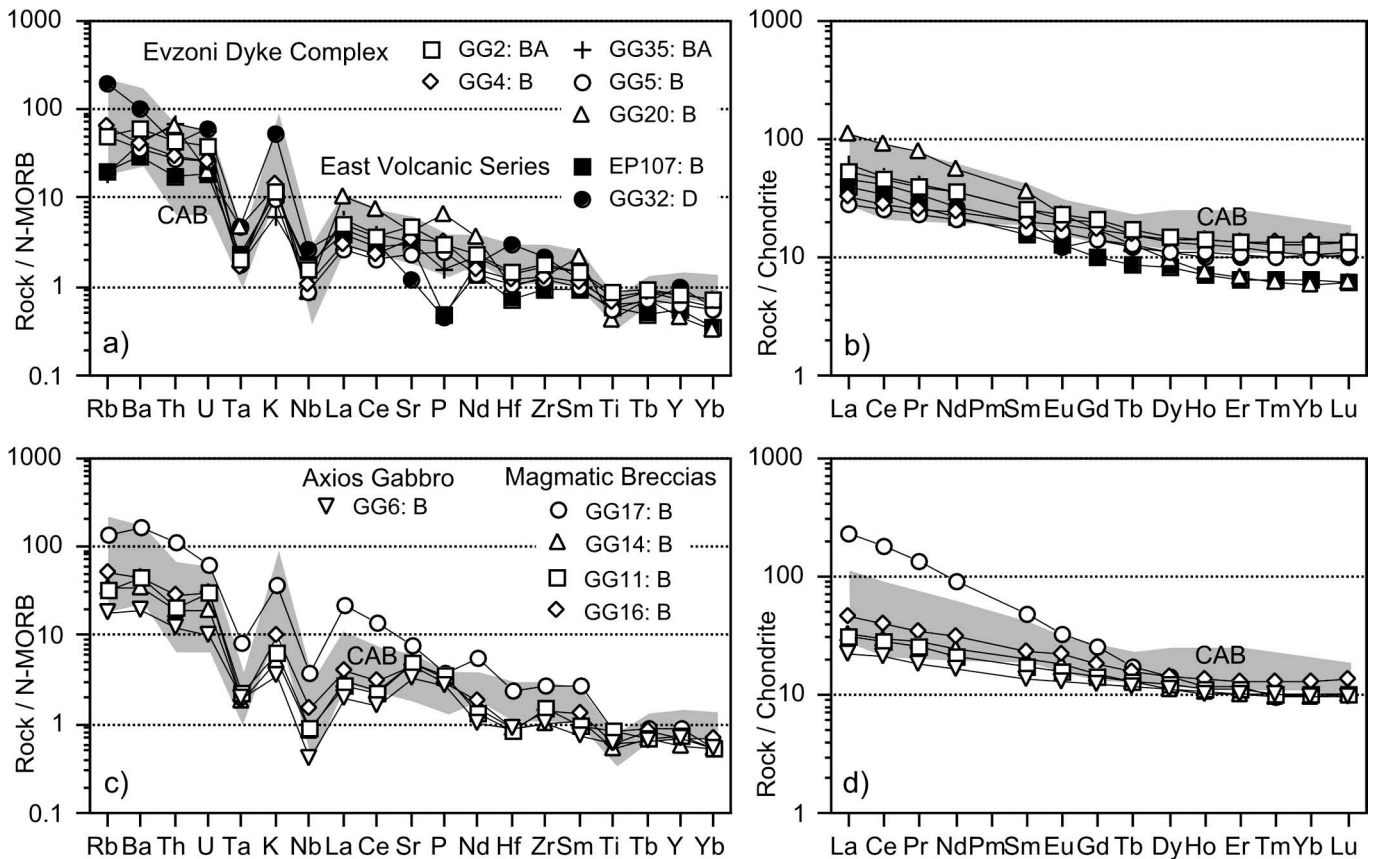 1000
100
10
1
0.1
Rock / N-MORB
Evzoni Dyke Complex
GG2: BA
GG35: BA
GG4: B
GG5: B
GG20: B
East Volcanic Series
EP107: B
GG32: D
CAB
a)
Rb Ba Th U Ta K Nb La Ce Sr P Nd Hf Zr Sm Ti Tb Y Yb
1000
100
10
1
Rock / Chondrite
CAB
b)
La Ce Pr Nd Pm Sm Eu Gd Tb Dy Ho Er Tm Yb Lu
1000
100
10
1
0.1
Rock / N-MORB
Axios Gabbro
GG6: B
Magmatic Breccias
GG17: B
GG14: B
GG11: B
GG16: B
CAB
c)
Rb Ba Th U Ta K Nb La Ce Sr P Nd Hf Zr Sm Ti Tb Y Yb
1000
100
10
1
Rock / Chondrite
CAB
d)
La Ce Pr Nd Pm Sm Eu Gd Tb Dy Ho Er Tm Yb Lu